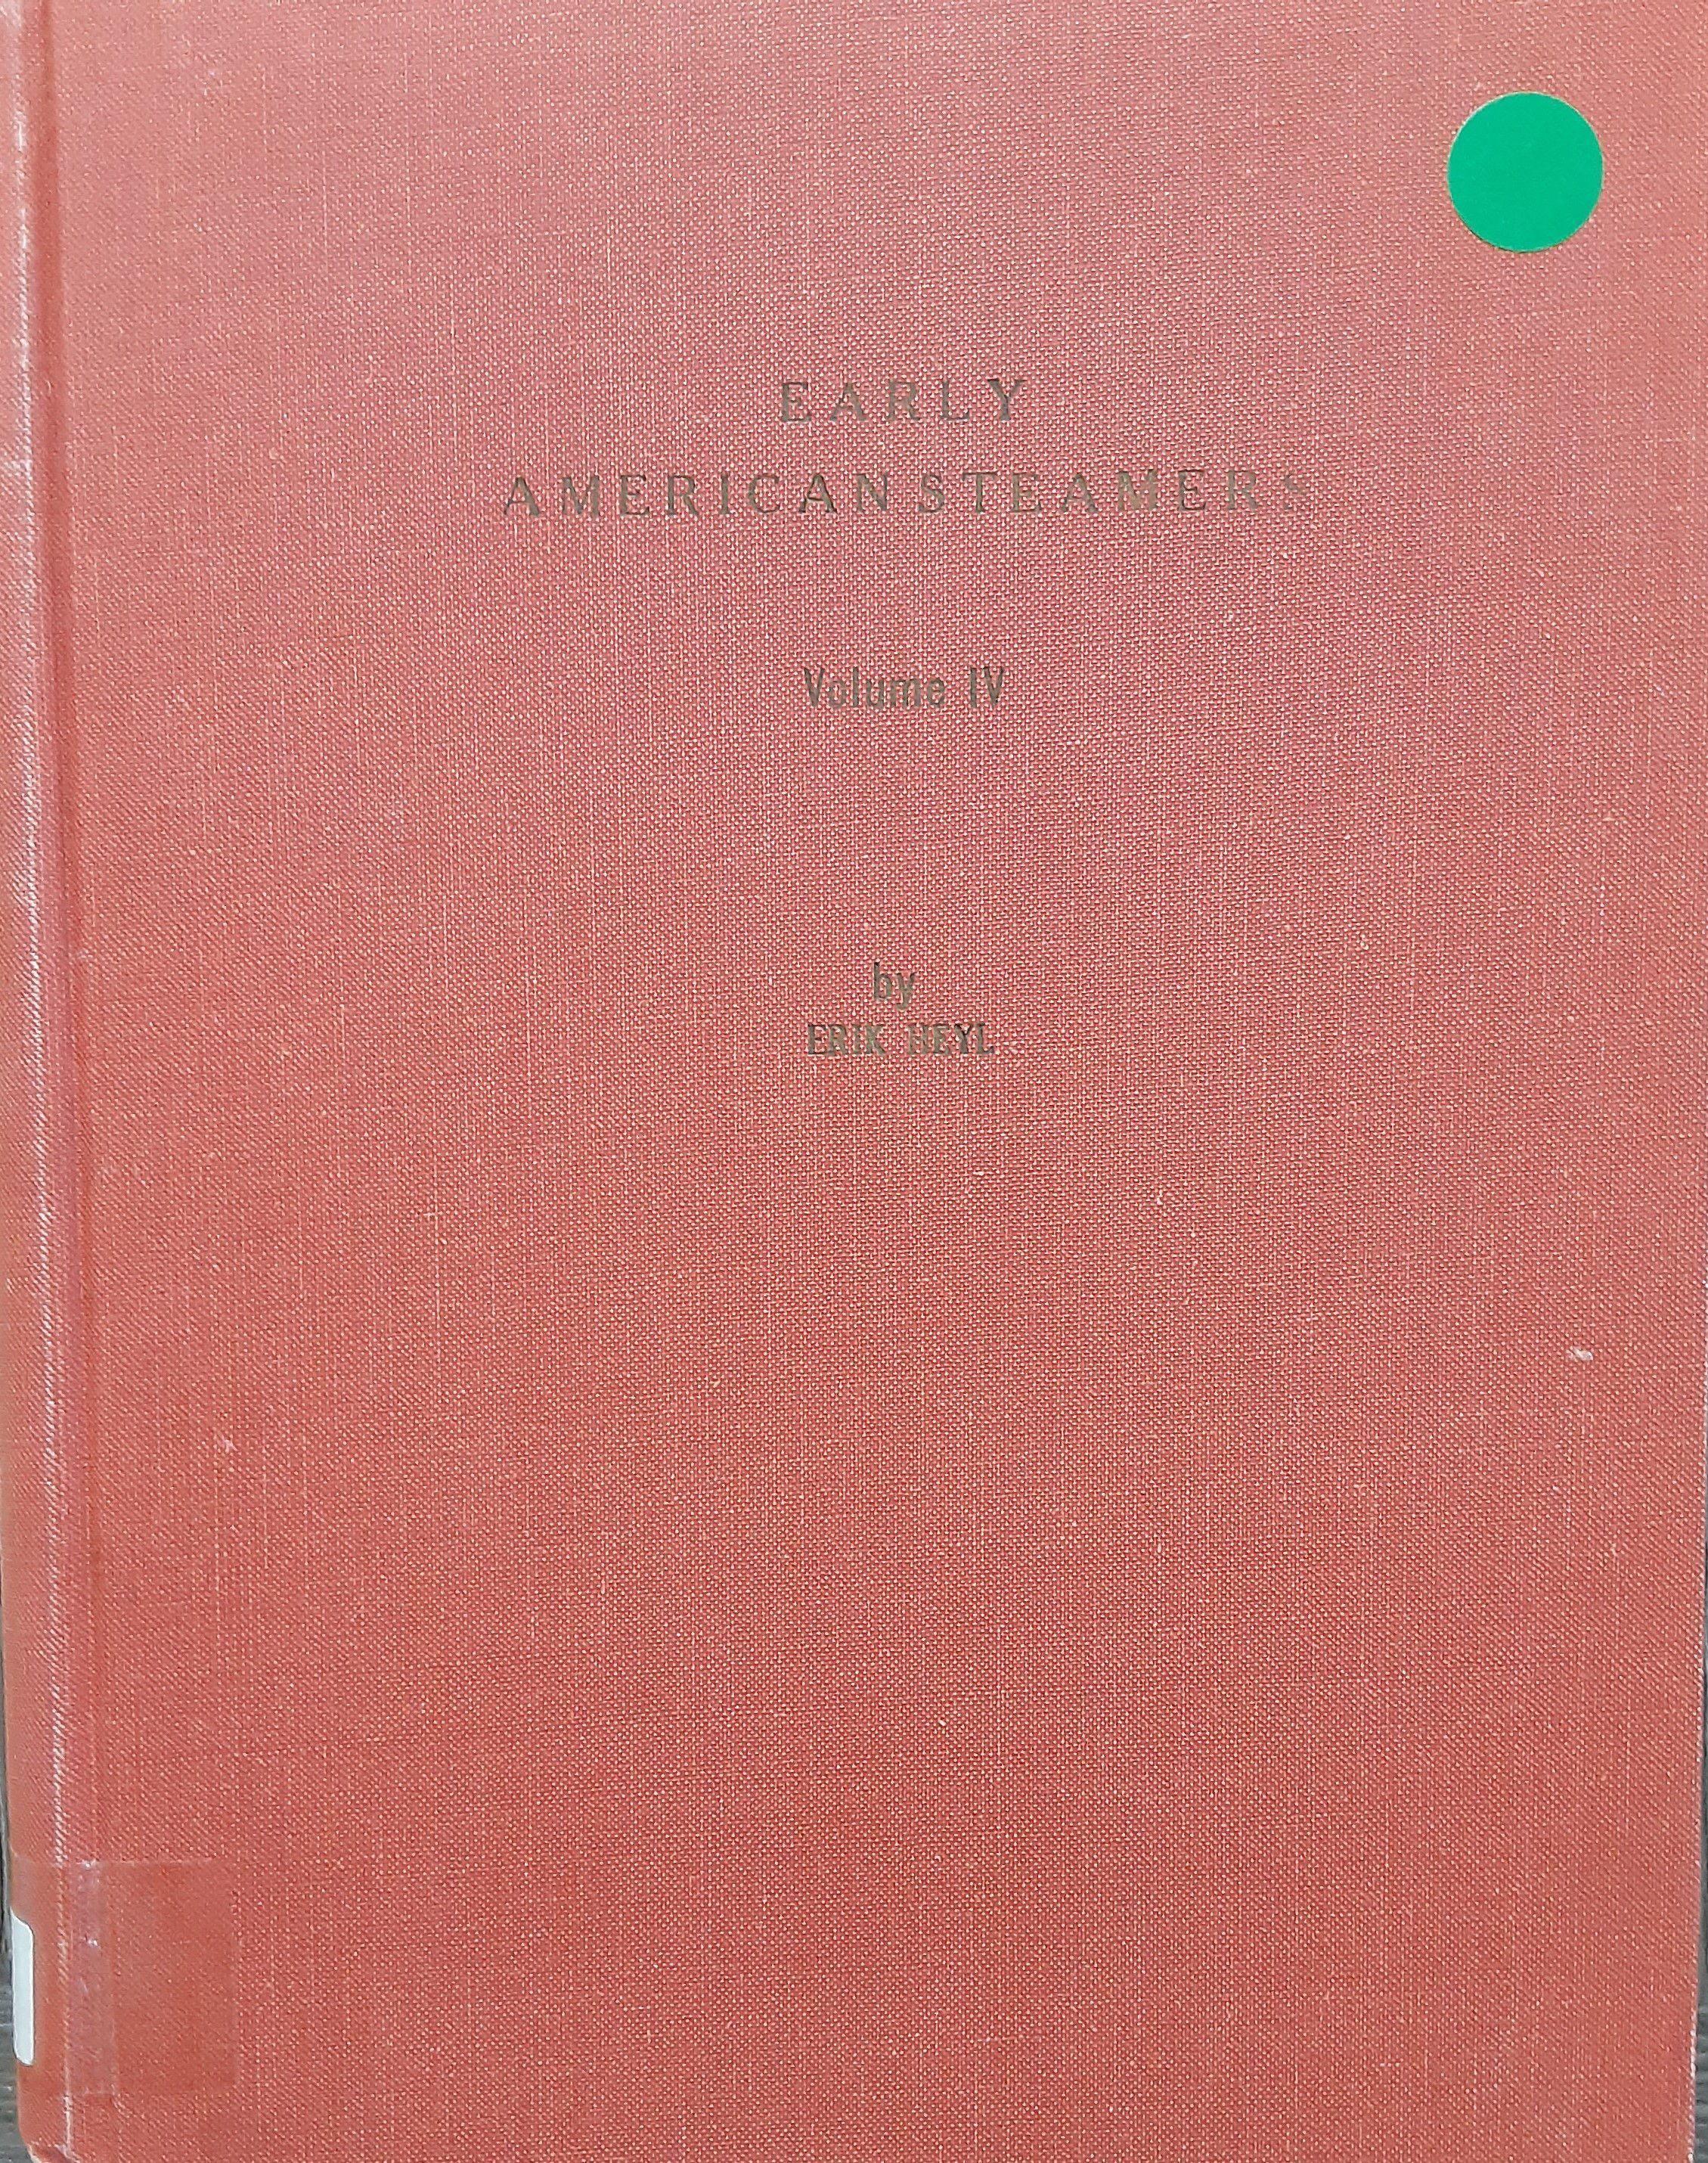 EARLY
AMERICAN STEAMERS
Volume IV
by
ERIK HEYL